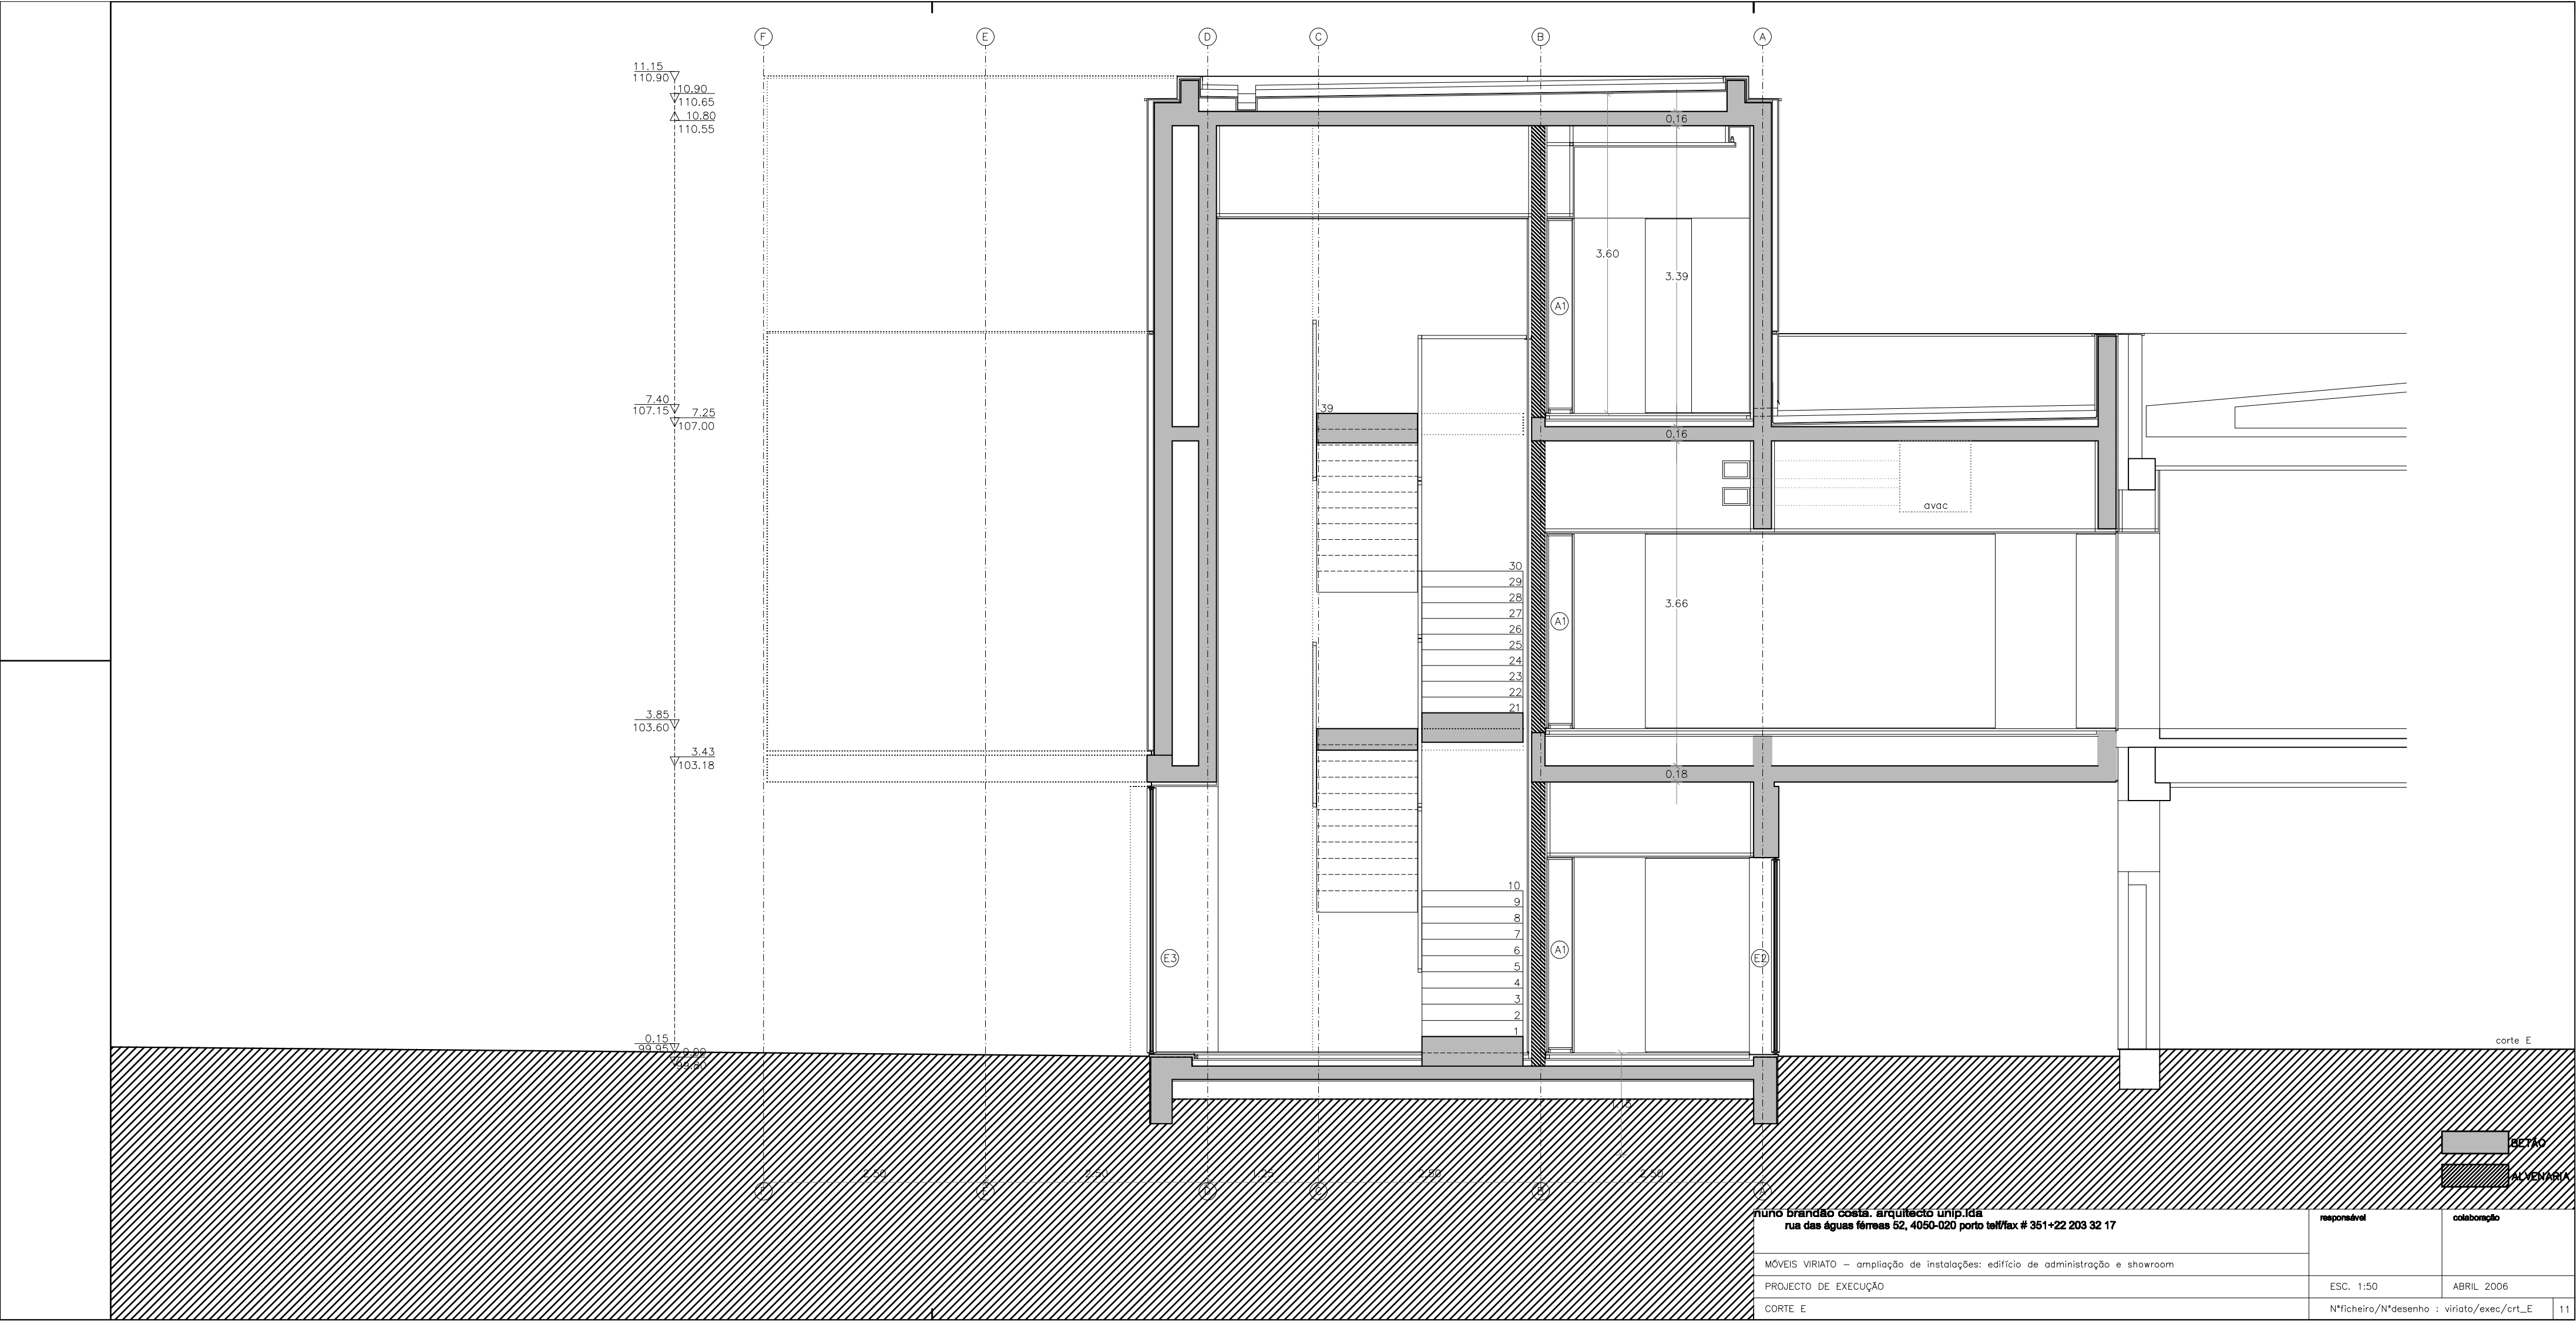 F E D C B A
11.15
110.90
10.90
110.65
10.80
110.55
0.16
3.60
3.39
A1
7.40
107.15
7.25
107.00
39
0.16
avac
30
29
28
27
26
25
24
23
22
21
A1
3.66
3.85
103.60
3.43
103.18
0.18
10
9
8
7
6
5
4
3
2
1
A1
E3
E2
0.15
99.95
0.00
99.80
corte E
BETÃO
ALVENARIA
2.50 2.50 1.25 2.50 2.50
F E D C B A
nuno brandão costa. arquitecto unip.lda
rua das águas férreas 52, 4050-020 porto telf/fax # 351+22 203 32 17
responsável
colaboração
MÓVEIS VIRIATO – ampliação de instalações: edifício de administração e showroom
PROJECTO DE EXECUÇÃO
ESC. 1:50
ABRIL 2006
CORTE E
Nºficheiro/Nºdesenho : viriato/exec/crt_E
11